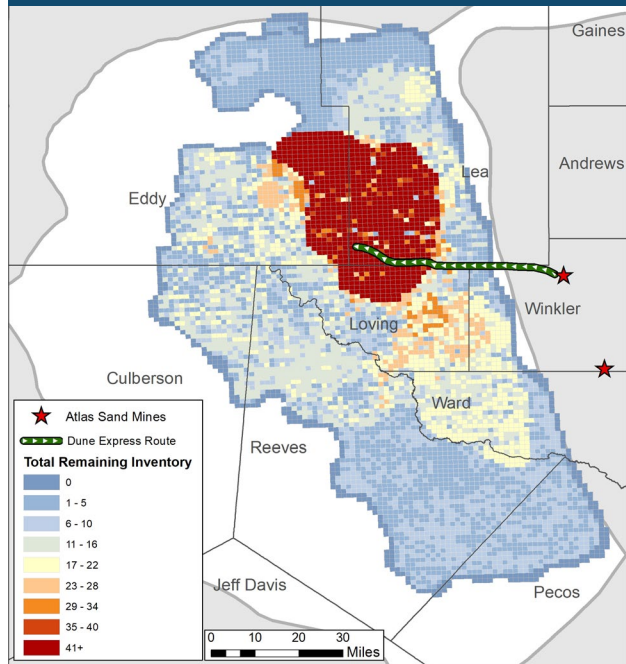 Gaines
Andrews
Lea
Eddy
Winkler
Loving
Culberson
Ward
Reeves
Jeff Davis
Pecos
Atlas Sand Mines
Dune Express Route
Total Remaining Inventory
0
1 - 5
6 - 10
11 - 16
17 - 22
23 - 28
29 - 34
35 - 40
41+
0 10 20 30
Miles